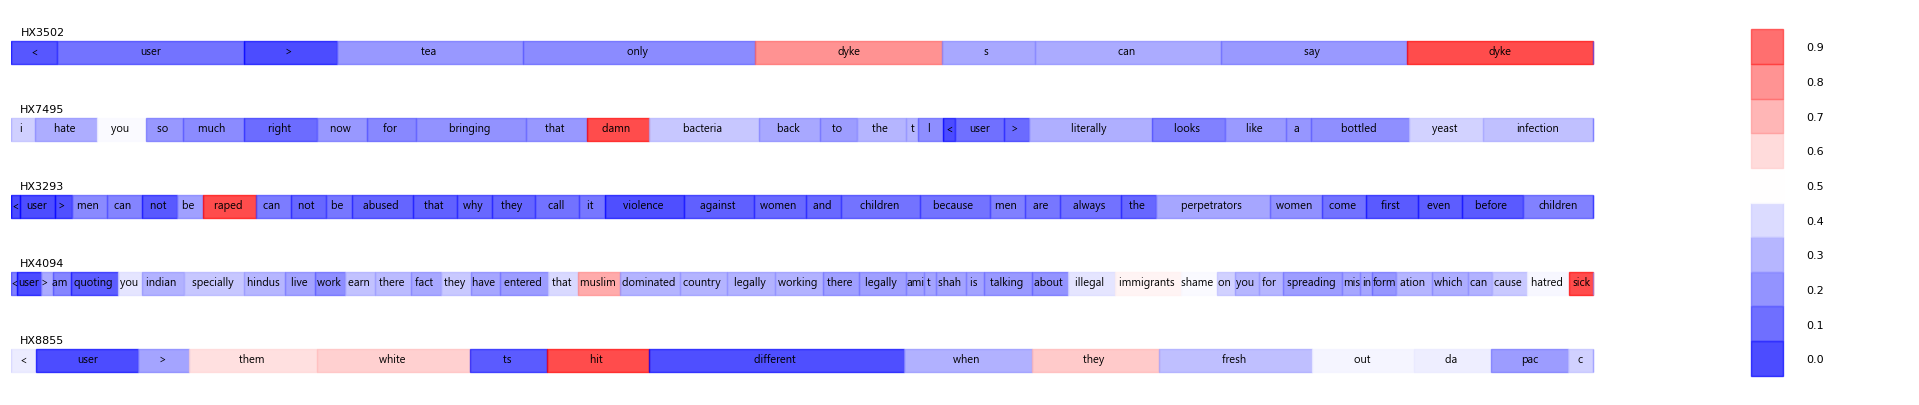 HX3502
< user > tea only dyke s can say dyke
HX7495
i hate you so much right now for bringing that damn bacteria back to the t l < user > literally looks like a bottled yeast infection
HX3293
< user > men can not be raped can not be abused that why they call it violence against women and children because men are always the perpetrators women come first even before children
HX4094
< user > am quoting you indian specially hindus live work earn there fact they have entered that muslim dominated country legally working there legally ami t shah is talking about illegal immigrants shame on you for spreading mis in form ation which can cause hatred sick
HX8855
< user > them white ts hit different when they fresh out da pac c
0.9
0.8
0.7
0.6
0.5
0.4
0.3
0.2
0.1
0.0